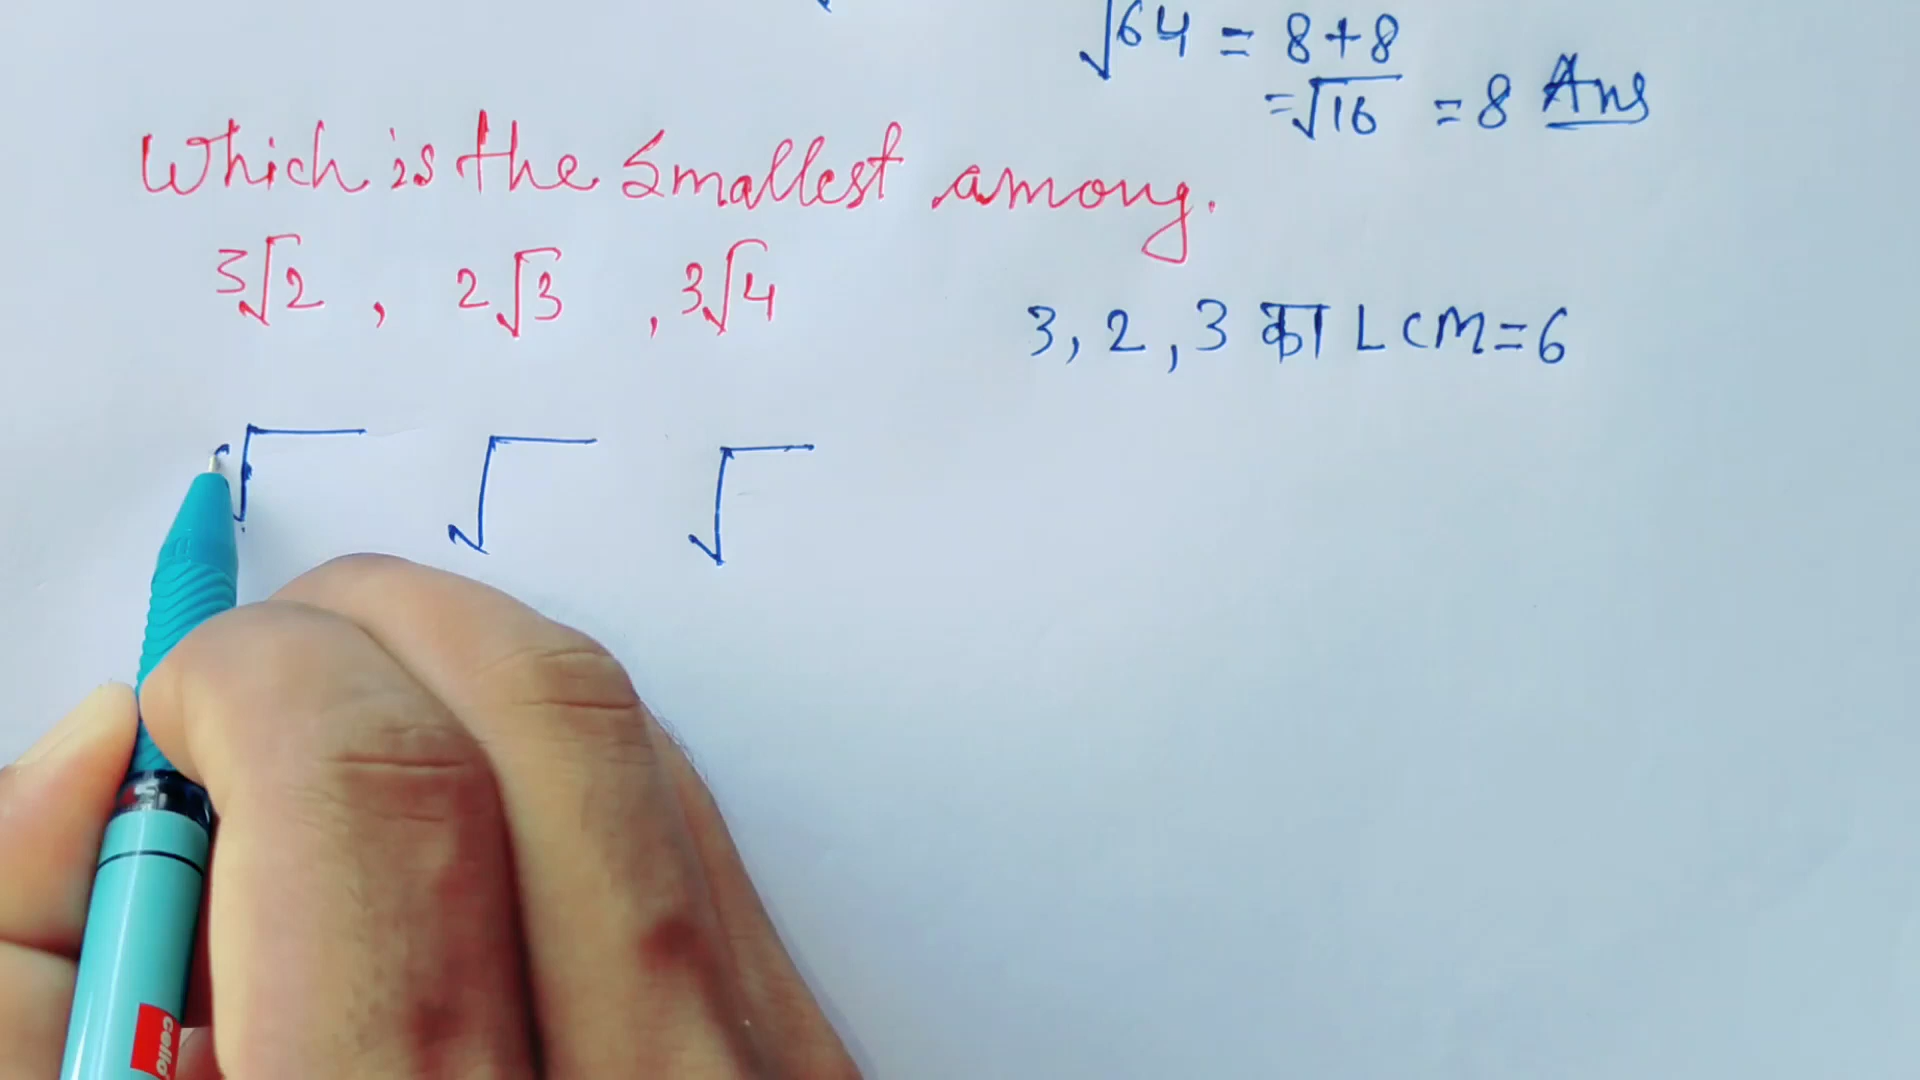 √64 = 8+8
=√16 = 8 Ans
Which is the Smallest among.
3√2 , 2√3 , 3√4
3, 2, 3 का LCM=6
√ √ √
cello